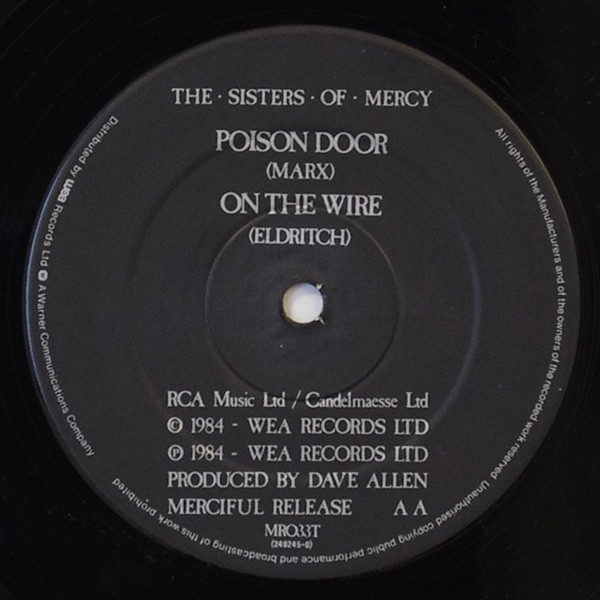 THE · SISTERS · OF · MERCY
POISON DOOR
(MARX)
ON THE WIRE
(ELDRITCH)
RCA Music Ltd / Candelmaesse Ltd
© 1984 - WEA RECORDS LTD
℗ 1984 - WEA RECORDS LTD
PRODUCED BY DAVE ALLEN
MERCIFUL RELEASE A A
MR033T
(249245-0)
Distributed by wea Records Ltd A Warner Communications Company
All rights of the Manufacturers and of the owners of the recorded work reserved Unauthorised copying public performance and broadcasting of this work prohibited